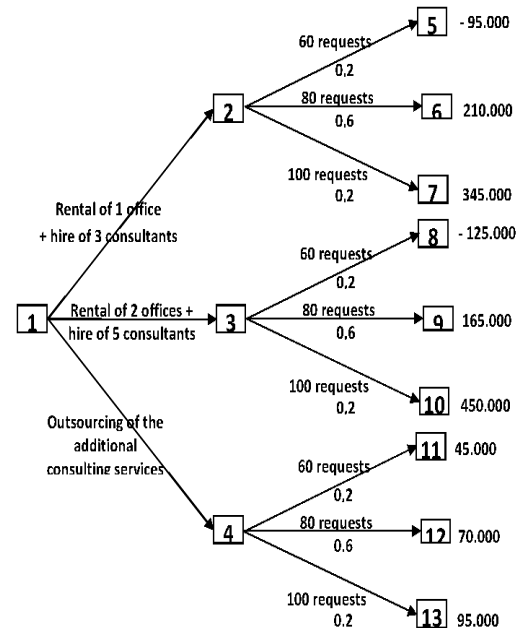 5
- 95.000
60 requests
0,2
2
80 requests
0,6
6
210.000
100 requests
0,2
7
345.000
Rental of 1 office
+ hire of 3 consultants
8
- 125.000
60 requests
0,2
1
Rental of 2 offices +
hire of 5 consultants
3
80 requests
0,6
9
165.000
100 requests
0,2
10
450.000
Outsourcing of the
additional
consulting services
11
45.000
60 requests
0,2
4
80 requests
0.6
12
70.000
100 requests
0.2
13
95.000